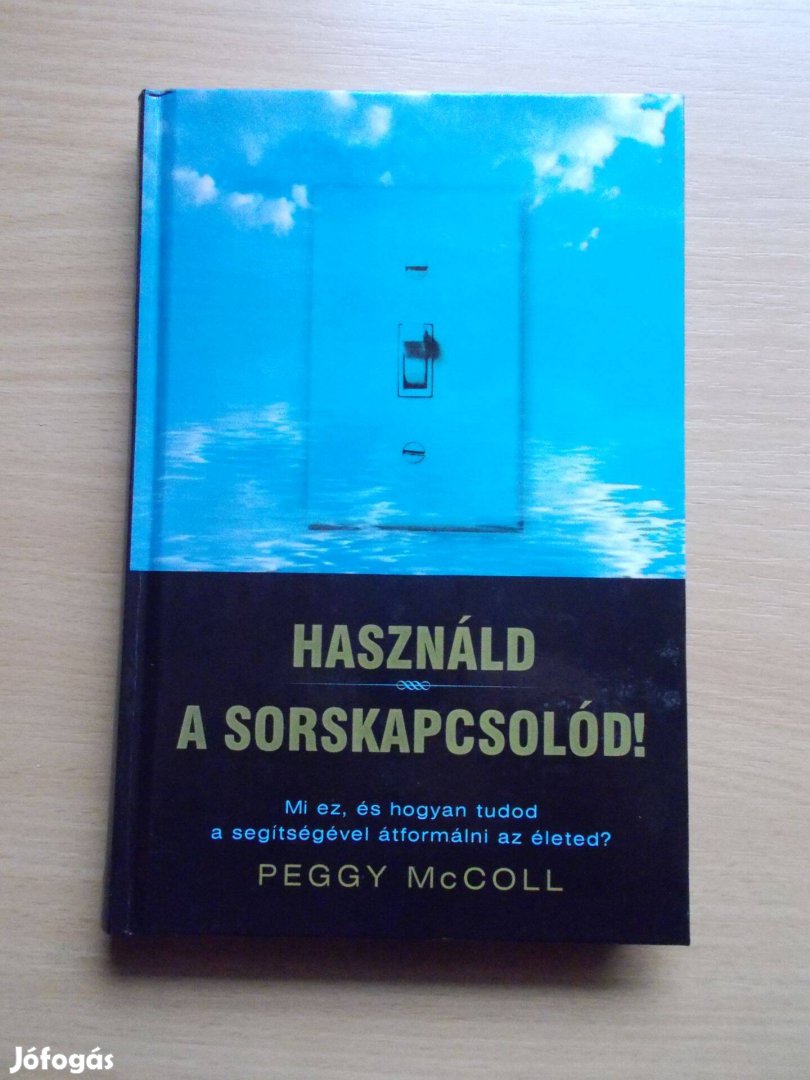 HASZNÁLD
A SORSKAPCSOLÓD!
Mi ez, és hogyan tudod
a segítségével átformálni az életed?
PEGGY McCOLL
Jófogás